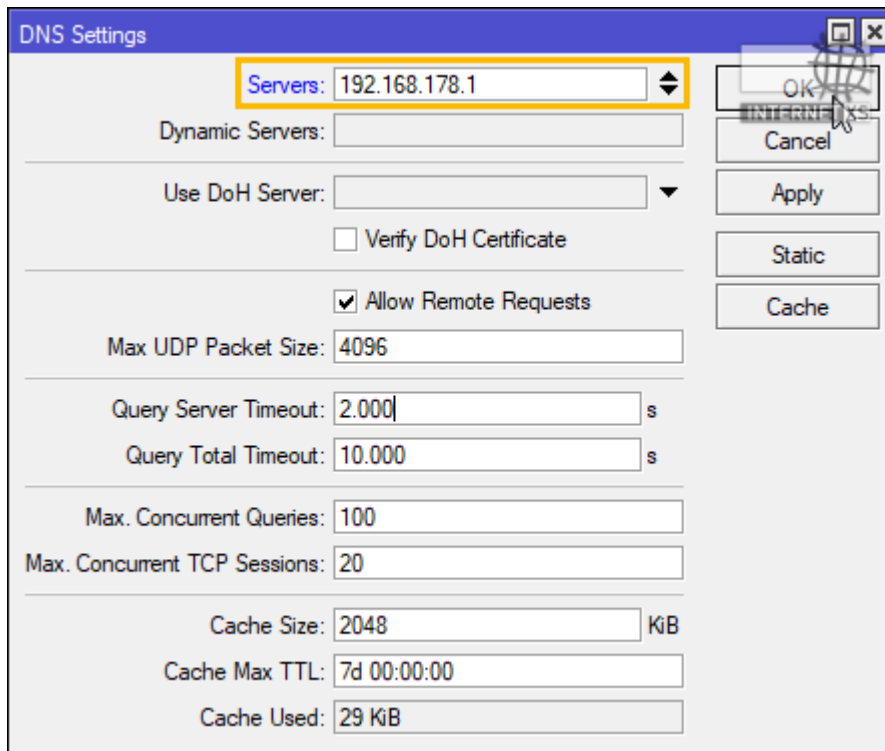 DNS Settings
Servers: 192.168.178.1
OK
INTERNET XS
Dynamic Servers:
Cancel
Use DoH Server:
Apply
Verify DoH Certificate
Static
Allow Remote Requests
Cache
Max UDP Packet Size: 4096
Query Server Timeout: 2.000 s
Query Total Timeout: 10.000 s
Max. Concurrent Queries: 100
Max. Concurrent TCP Sessions: 20
Cache Size: 2048 KiB
Cache Max TTL: 7d 00:00:00
Cache Used: 29 KiB